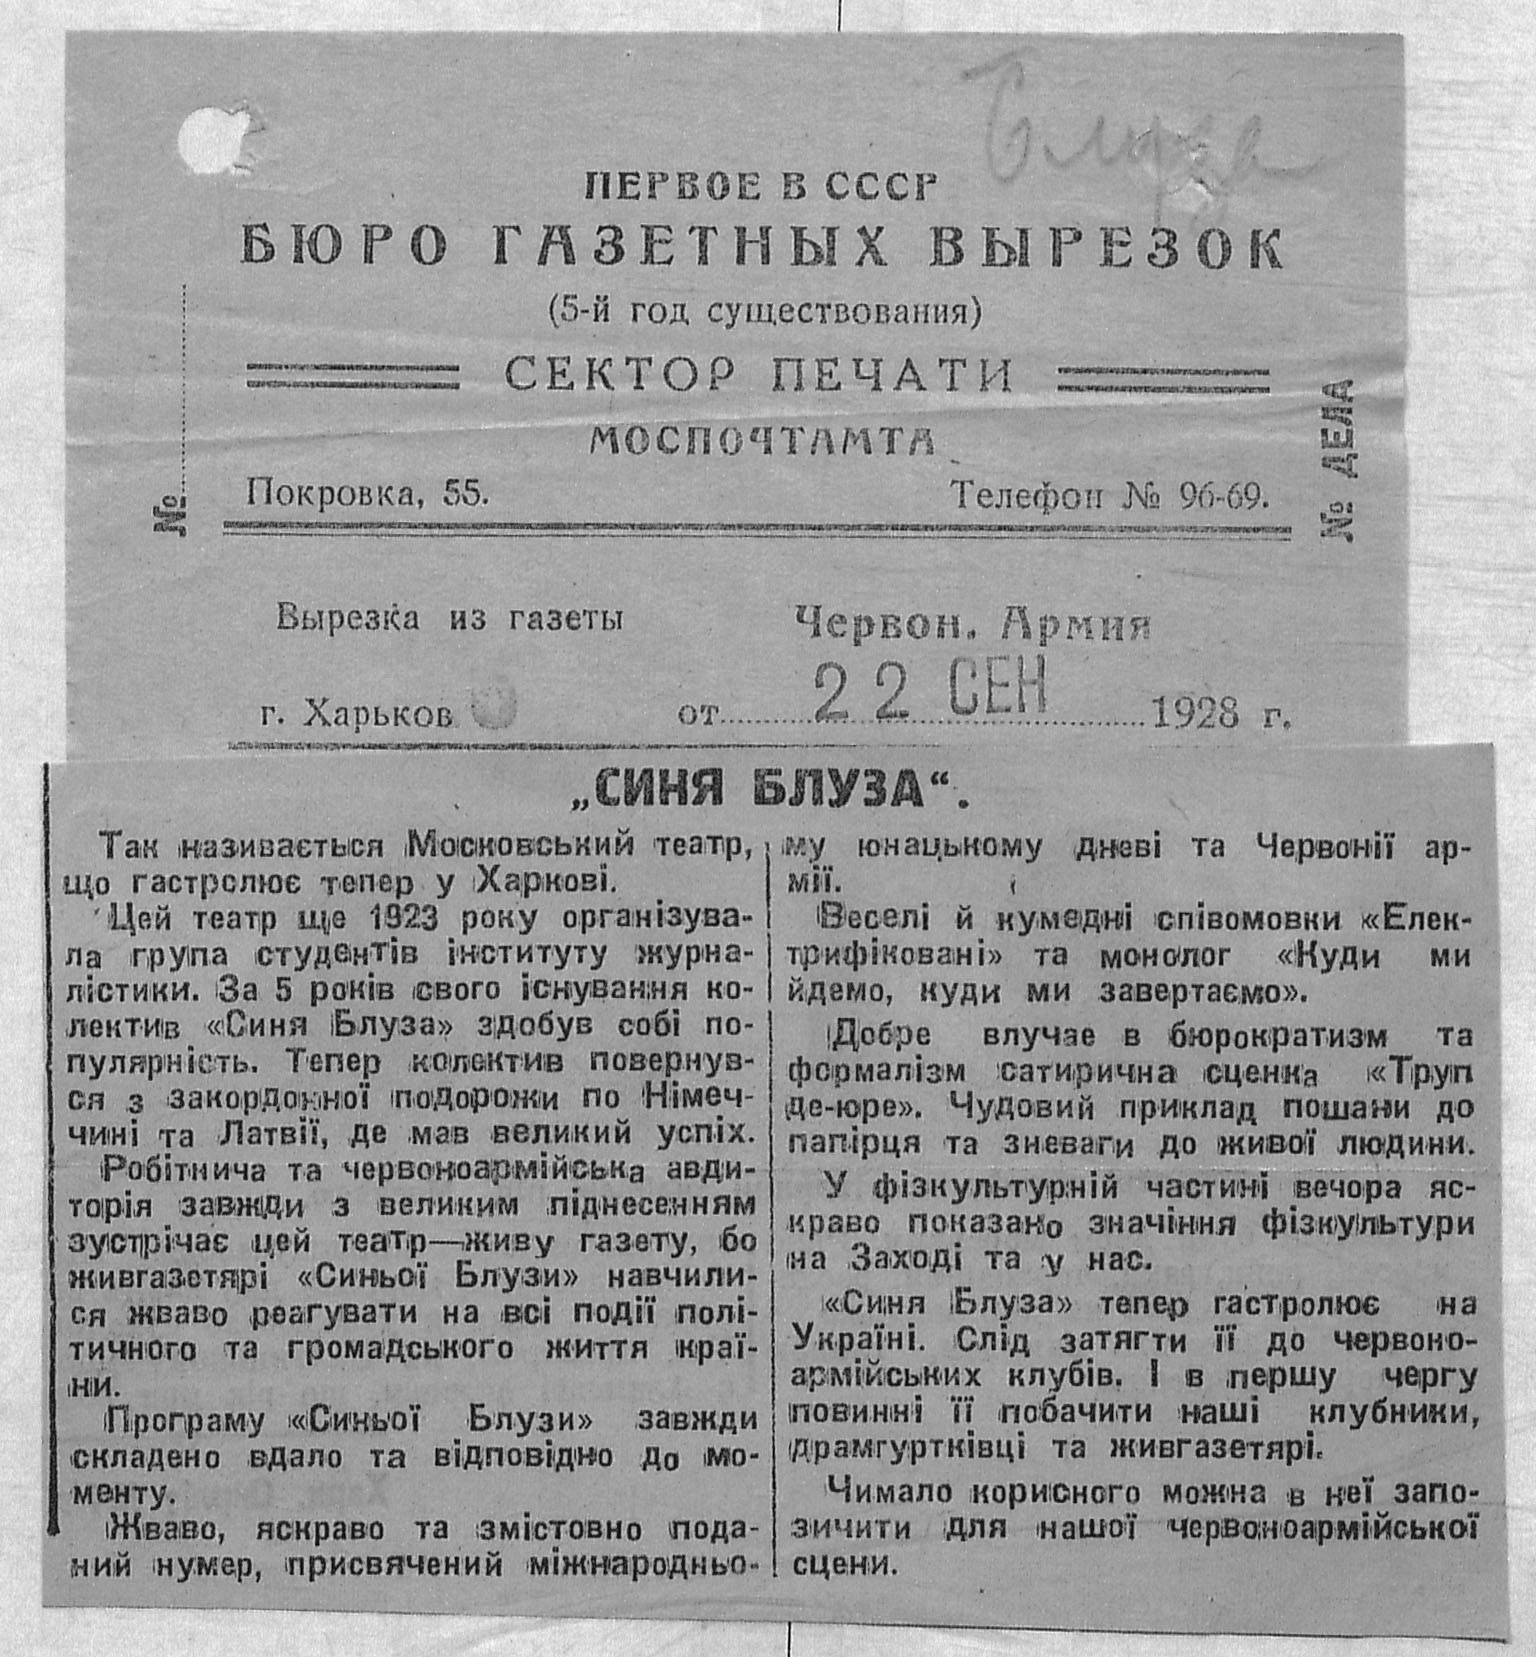 Блуза
ПЕРВОЕ В СССР
БЮРО ГАЗЕТНЫХ ВЫРЕЗОК
(5-й год существования)
СЕКТОР ПЕЧАТИ
МОСПОЧТАМТА
Покровка, 55.
Телефон № 96-69.
№
№ ДЕЛА
Вырезка из газеты
Червон. Армия
г. Харьков
от 22 СЕН 1928 г.
„СИНЯ БЛУЗА“.
Так називається Московський театр,
що гастролює тепер у Харкові.
Цей театр ще 1923 року організува-
ла група студентів інституту журна-
лістики. За 5 років свого існування ко-
лектив «Синя Блуза» здобув собі по-
пулярність. Тепер колектив повернув-
ся з закордонної подорожи по Німеч-
чині та Латвії, де мав великий успіх.
Робітнича та червоноармійська авди-
торія завжди з великим піднесенням
зустрічає цей театр—живу газету, бо
живгазетярі «Синьої Блузи» навчили-
ся жваво реагувати на всі події полі-
тичного та громадського життя краї-
ни.
Програму «Синьої Блузи» завжди
складено вдало та відповідно до мо-
менту.
Жваво, яскраво та змістовно пода-
ний нумер, присвячений міжнародньо-
му юнацькому дневі та Червонії ар-
мії.
Веселі й кумедні співомовки «Елек-
трифіковані» та монолог «Куди ми
йдемо, куди ми завертаємо».
Добре влучає в бюрократизм та
формалізм сатирична сценка «Труп
де-юре». Чудовий приклад пошани до
папірця та зневаги до живої людини.
У фізкультурній частині вечора яс-
краво показано значіння фізкультури
на Заході та у нас.
«Синя Блуза» тепер гастролює на
Україні. Слід затягти її до червоно-
армійських клубів. І в першу чергу
повинні її побачити наші клубники,
драмгуртківці та живгазетярі.
Чимало корисного можна в неї запо-
зичити для нашої червоноармійської
сцени.